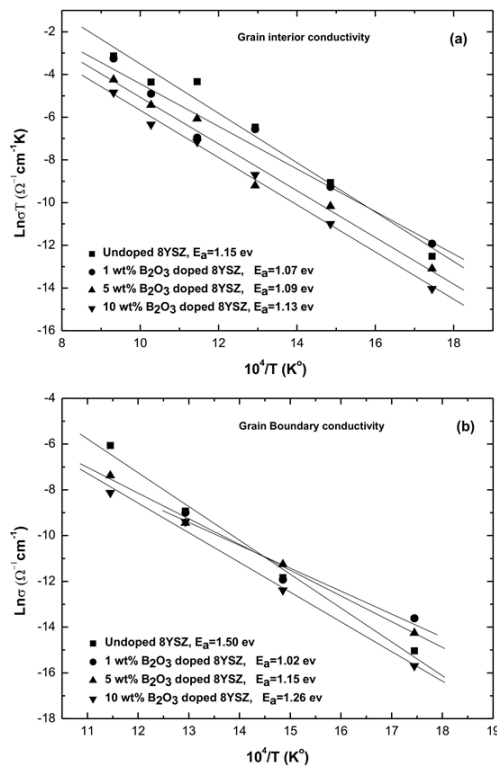 Grain interior conductivity
(a)
-2
-4
-6
-8
-10
-12
-14
-16
LnσT (Ω⁻¹cm⁻¹K)
Undoped 8YSZ, Eₐ=1.15 ev
1 wt% B₂O₃ doped 8YSZ, Eₐ=1.07 ev
5 wt% B₂O₃ doped 8YSZ, Eₐ=1.09 ev
10 wt% B₂O₃ doped 8YSZ, Eₐ=1.13 ev
8 10 12 14 16 18
10⁴/T (K⁰)
Grain Boundary conductivity
(b)
-4
-6
-8
-10
-12
-14
-16
-18
Lnσ (Ω⁻¹cm⁻¹)
Undoped 8YSZ, Eₐ=1.50 ev
1 wt% B₂O₃ doped 8YSZ, Eₐ=1.02 ev
5 wt% B₂O₃ doped 8YSZ, Eₐ=1.15 ev
10 wt% B₂O₃ doped 8YSZ, Eₐ=1.26 ev
11 12 13 14 15 16 17 18 19
10⁴/T (K⁰)